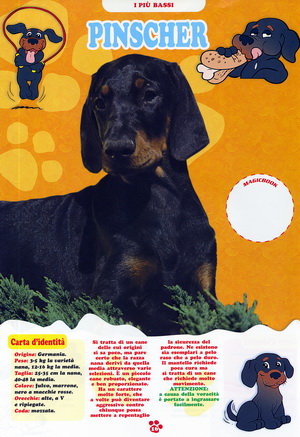 I PIÙ BASSI
PINSCHER
MAGICBOOK
Carta d'identità
Origine: Germania.
Peso: 3-5 kg la varietà
nana, 12-16 kg la media.
Taglia: 25-35 cm la nana,
40-48 la media.
Colore: fulvo, marrone,
nero a macchie rosse.
Orecchie: alte, a V
e ripiegate.
Coda: mozzata.
Si tratta di un cane
delle cui origini
si sa poco, ma pare
certo che la razza
nana derivi da quella
media attraverso varie
selezioni. È un piccolo
cane robusto, elegante
e ben proporzionato.
Ha un carattere
molto forte, che
a volte può diventare
aggressivo verso
chiunque possa
mettere a repentaglio
la sicurezza del
padrone. Ne esistono
sia esemplari a pelo
raso che a pelo duro.
Il mantello richiede
poca cura ma
si tratta di un cane
che richiede molto
movimento.
ATTENZIONE:
a causa della voracità
è portato a ingrassare
facilmente.